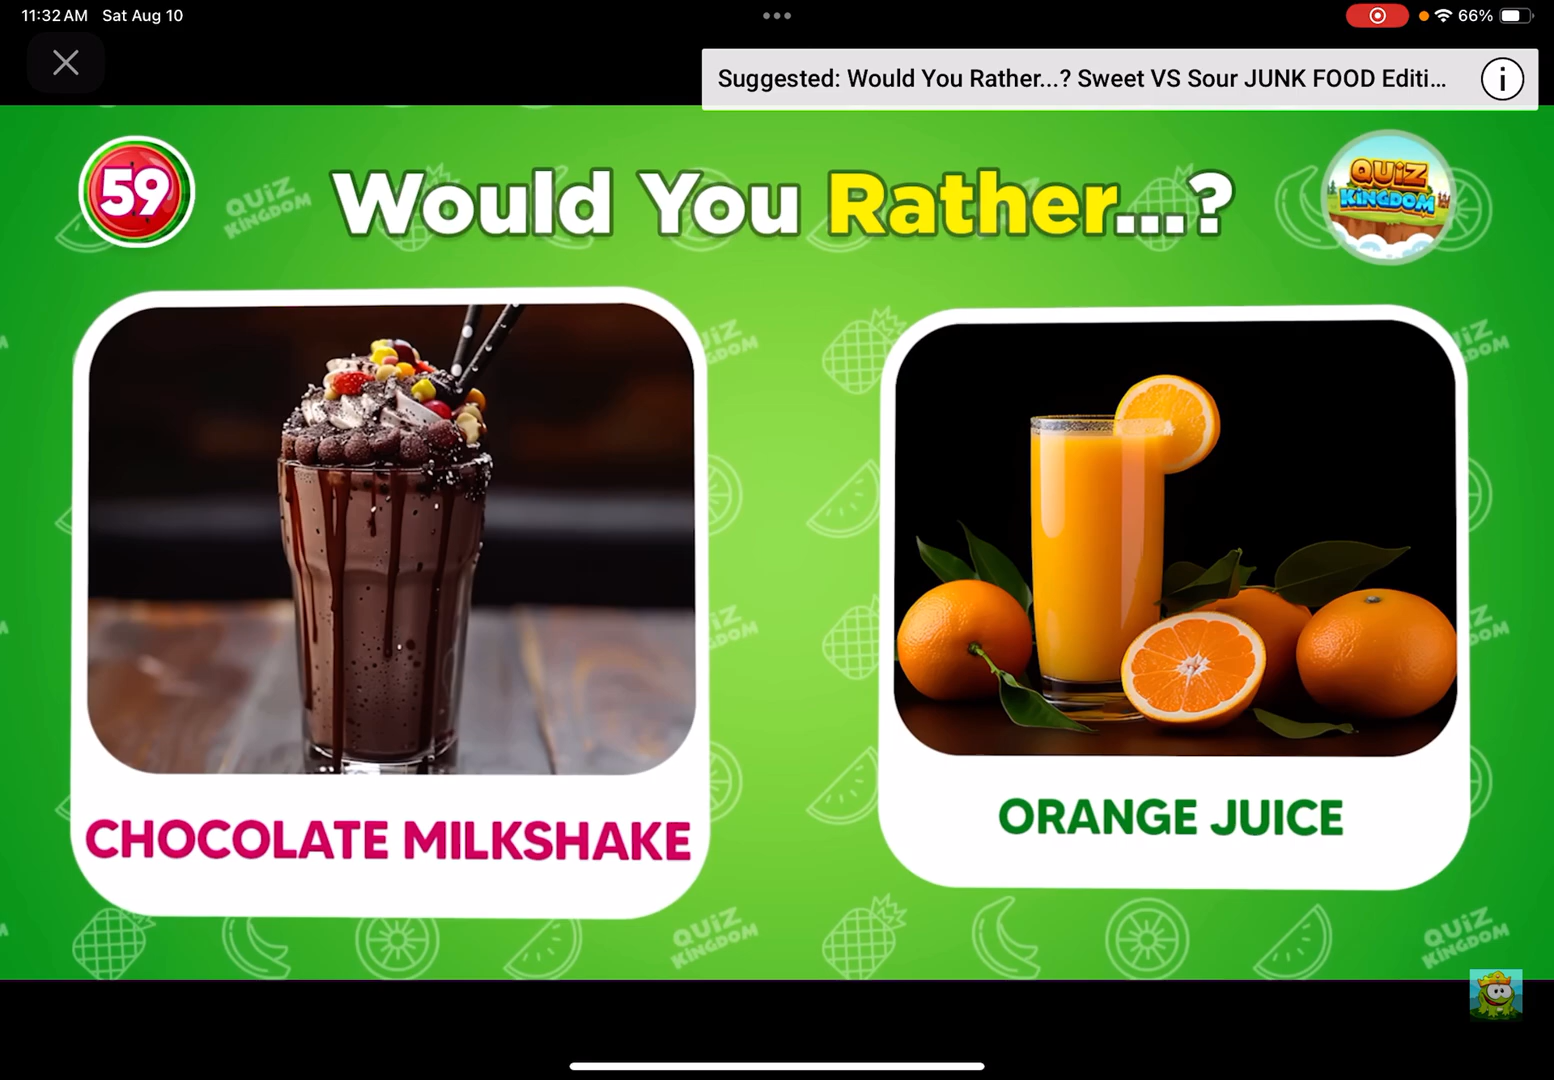 11:32 AM Sat Aug 10
66%
Suggested: Would You Rather...? Sweet VS Sour JUNK FOOD Editi...
59
Would You Rather...?
QUIZ
KINGDOM
CHOCOLATE MILKSHAKE
ORANGE JUICE
QUIZ
KINGDOM
QUIZ
KINGDOM
QUIZ
KINGDOM